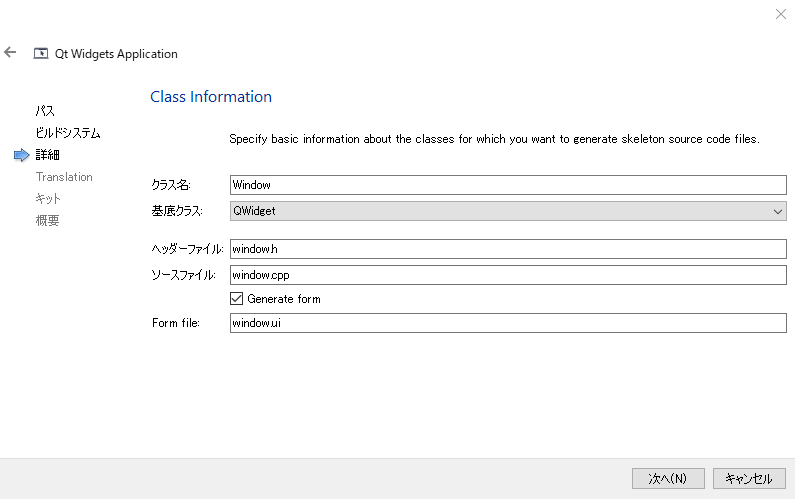 Qt Widgets Application
パス
ビルドシステム
詳細
Translation
キット
概要
Class Information
Specify basic information about the classes for which you want to generate skeleton source code files.
クラス名: Window
基底クラス: QWidget
ヘッダーファイル: window.h
ソースファイル: window.cpp
Generate form
Form file: window.ui
次へ(N) キャンセル